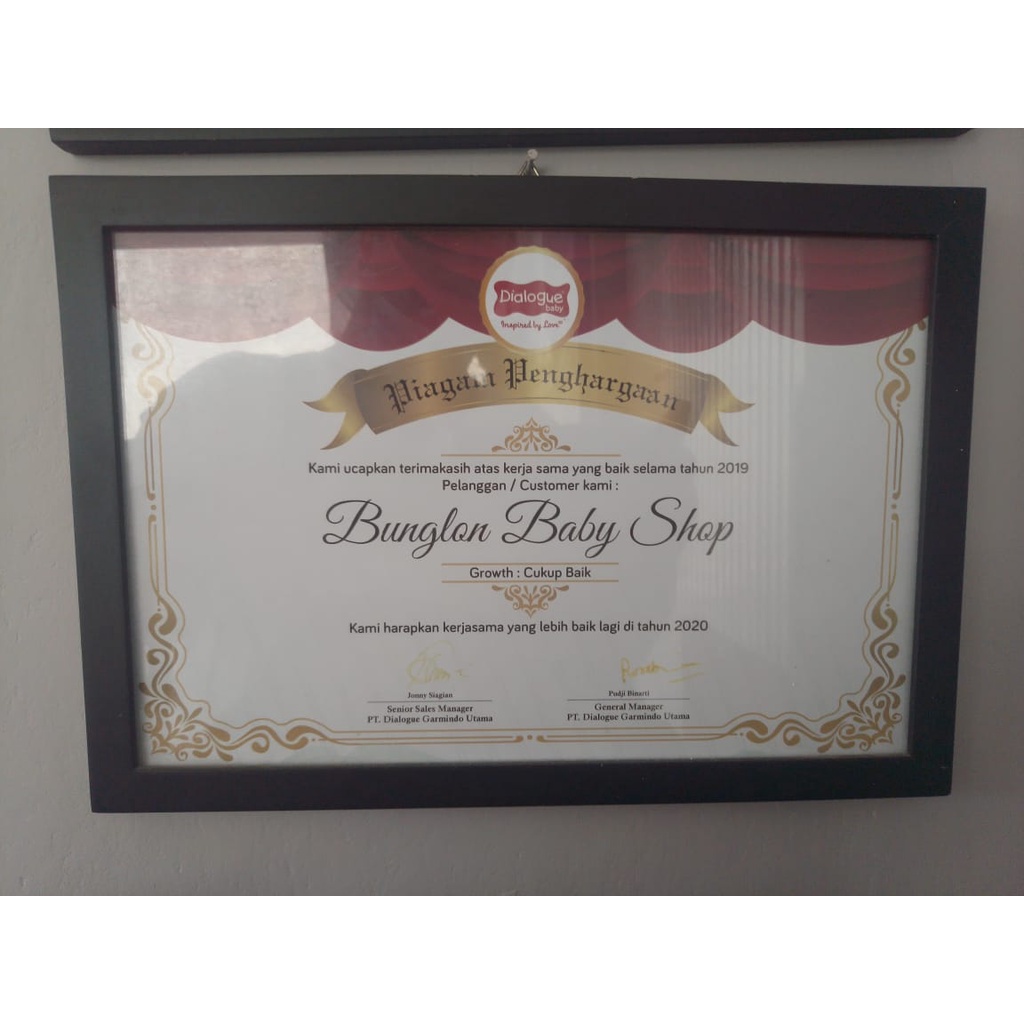 Dialogue
baby
Inspired by Love™
Piagam Penghargaan
Kami ucapkan terimakasih atas kerja sama yang baik selama tahun 2019
Pelanggan / Customer kami :
Bunglon Baby Shop
Growth : Cukup Baik
Kami harapkan kerjasama yang lebih baik lagi di tahun 2020
Jonny Siagian
Senior Sales Manager
PT. Dialogue Garmindo Utama
Pudji Binarti
General Manager
PT. Dialogue Garmindo Utama